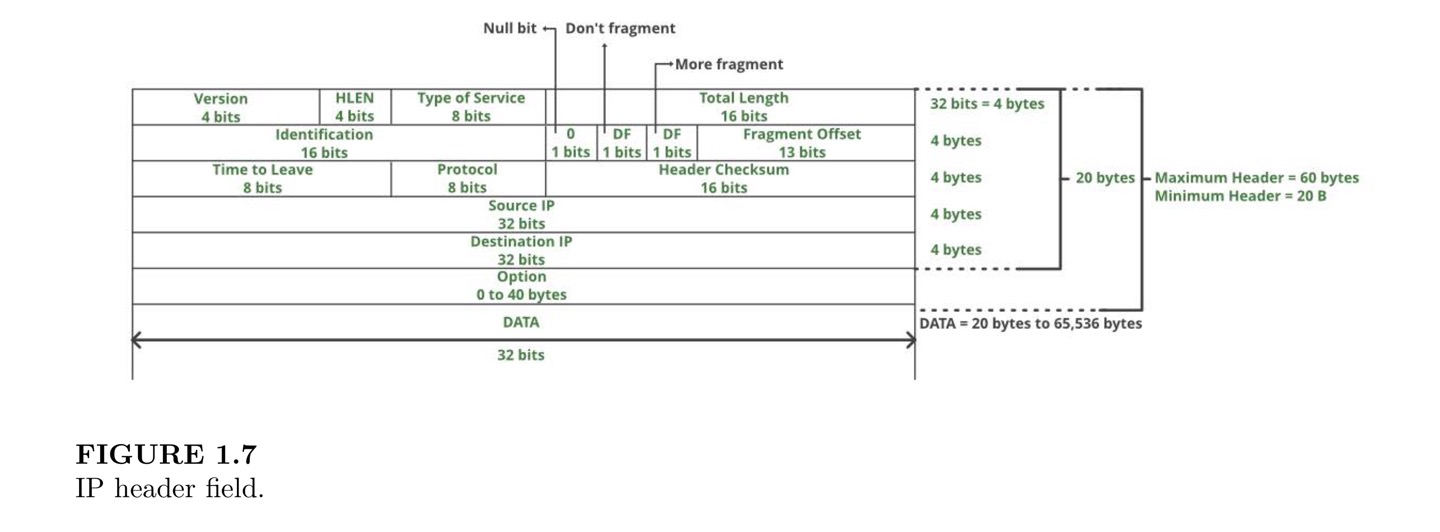 Null bit Don't fragment
More fragment
Version HLEN Type of Service Total Length
4 bits 4 bits 8 bits 16 bits
32 bits = 4 bytes
Identification 0 DF DF Fragment Offset
16 bits 1 bits 1 bits 1 bits 13 bits
4 bytes
Time to Leave Protocol Header Checksum
8 bits 8 bits 16 bits
4 bytes
20 bytes
Maximum Header = 60 bytes
Minimum Header = 20 B
Source IP
32 bits
4 bytes
Destination IP
32 bits
4 bytes
Option
0 to 40 bytes
DATA
DATA = 20 bytes to 65,536 bytes
32 bits
FIGURE 1.7
IP header field.